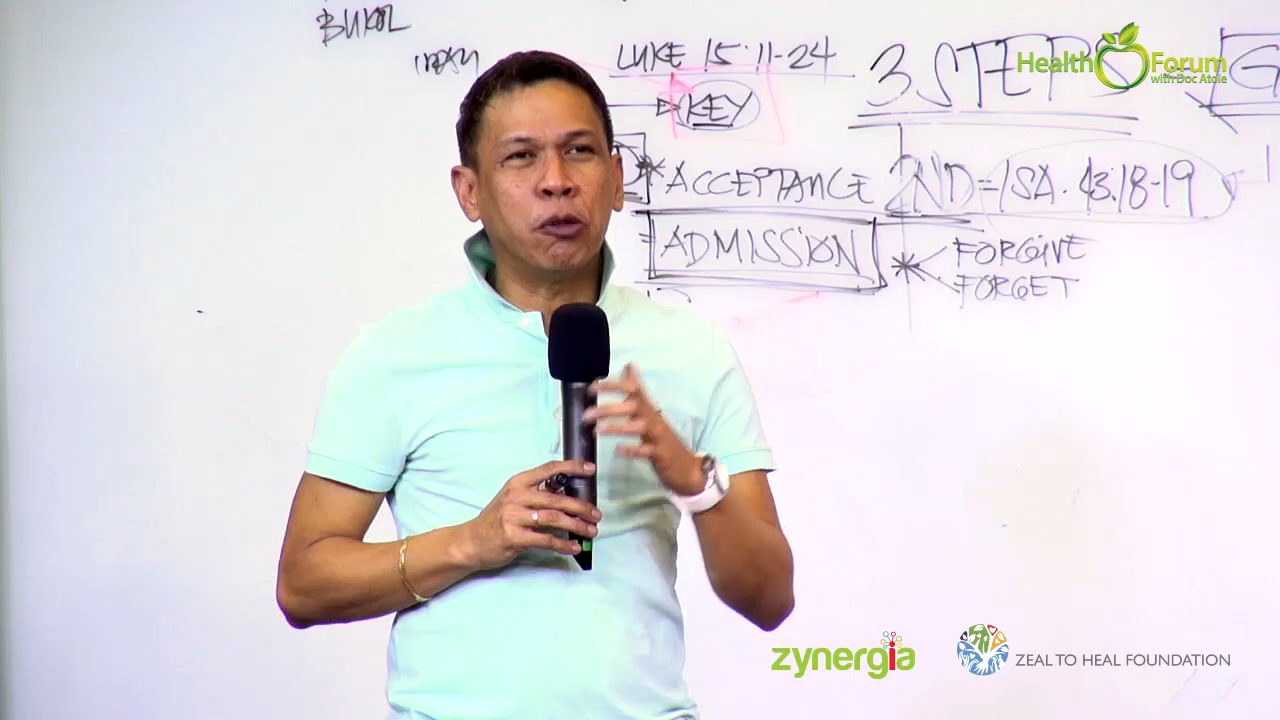 BUKOL
LUKE 15:11-24
KEY
3 STEPS
G
* ACCEPTANCE
2ND = ISA. 43:18-19
ADMISSION
* FORGIVE
FORGET
Health Forum
with Doc Atoie
zynergia
ZEAL TO HEAL FOUNDATION